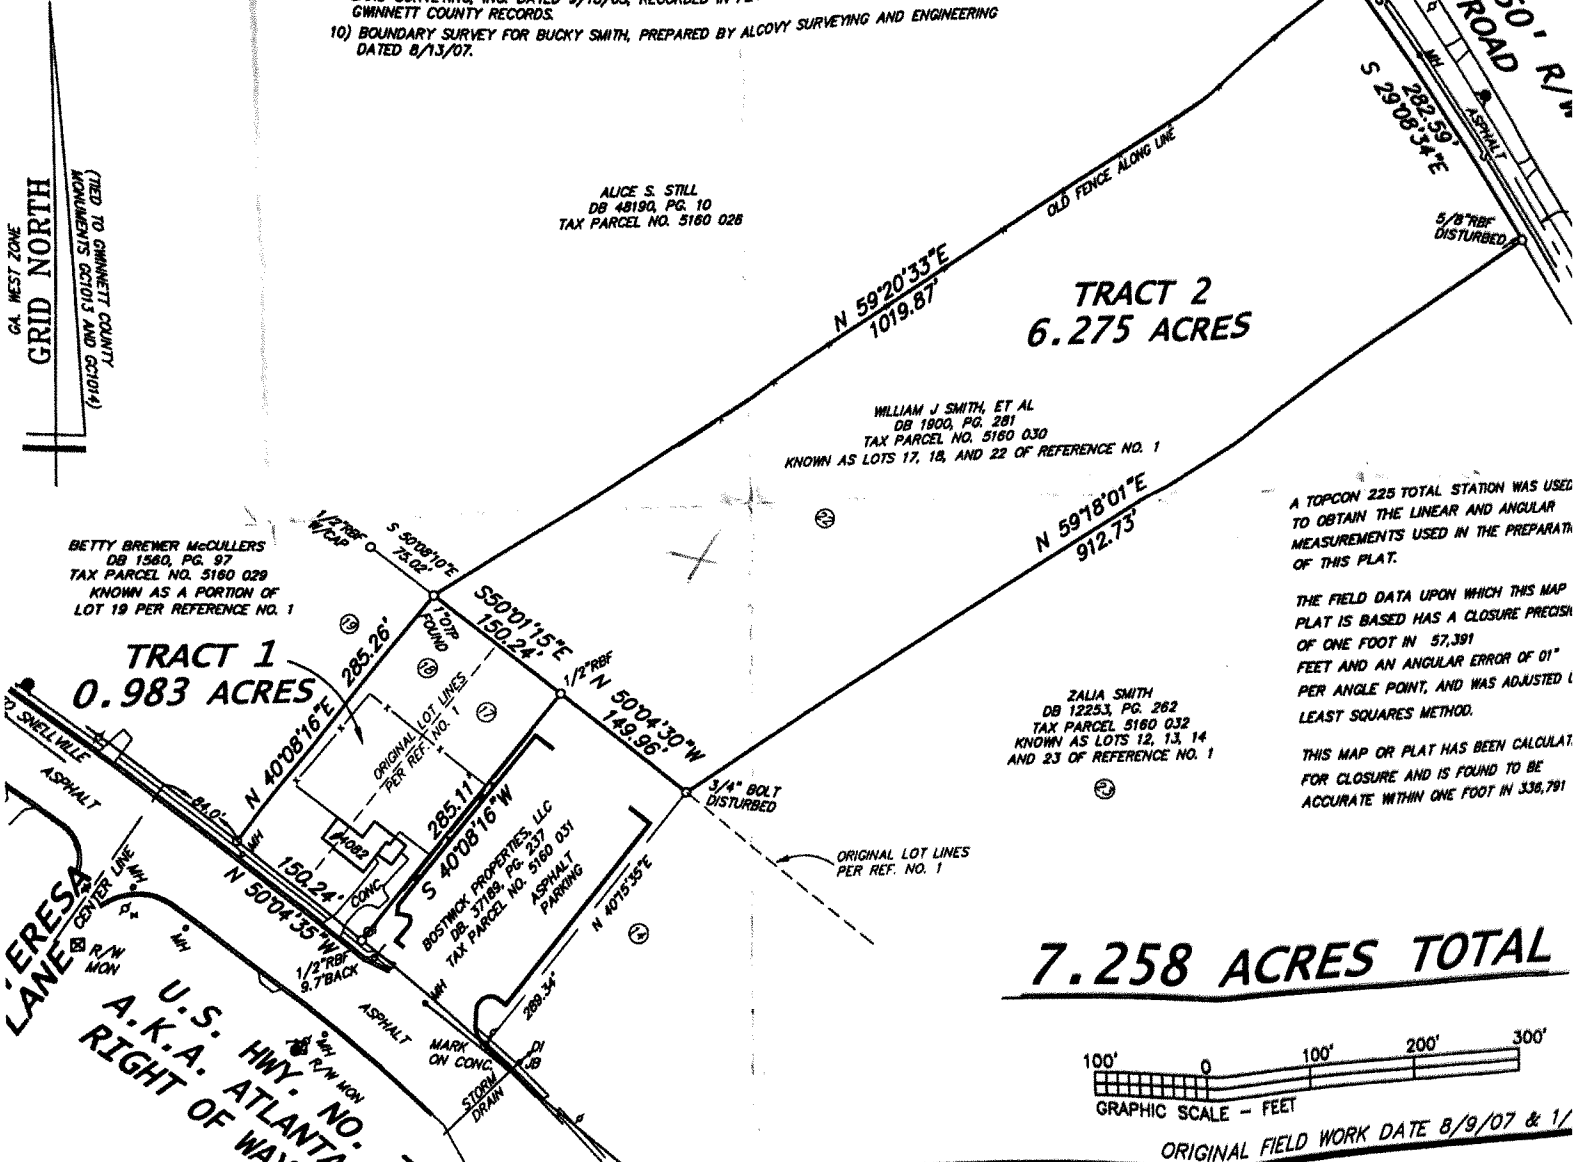 GWINNETT COUNTY RECORDS.
10) BOUNDARY SURVEY FOR BUCKY SMITH, PREPARED BY ALCOVY SURVEYING AND ENGINEERING
DATED 8/13/07.
50' R/W
ROAD
MH
282.59'
S 29°08'34"E
ASPHALT
5/8"RBF
DISTURBED
GA. WEST ZONE
GRID NORTH
(TIED TO GWINNETT COUNTY
MONUMENTS GC1013 AND GC1014)
ALICE S. STILL
DB 48190, PG. 10
TAX PARCEL NO. 5160 026
OLD FENCE ALONG LINE
N 59°20'33"E
1019.87'
TRACT 2
6.275 ACRES
WILLIAM J SMITH, ET AL
DB 1900, PG. 281
TAX PARCEL NO. 5160 030
KNOWN AS LOTS 17, 18, AND 22 OF REFERENCE NO. 1
22
N 59°18'01"E
912.73'
A TOPCON 225 TOTAL STATION WAS USED
TO OBTAIN THE LINEAR AND ANGULAR
MEASUREMENTS USED IN THE PREPARATI
OF THIS PLAT.
THE FIELD DATA UPON WHICH THIS MAP
PLAT IS BASED HAS A CLOSURE PRECISI
OF ONE FOOT IN 57,391
FEET AND AN ANGULAR ERROR OF 01"
PER ANGLE POINT, AND WAS ADJUSTED
LEAST SQUARES METHOD.
THIS MAP OR PLAT HAS BEEN CALCULAT
FOR CLOSURE AND IS FOUND TO BE
ACCURATE WITHIN ONE FOOT IN 336,791
BETTY BREWER McCULLERS
DB 1560, PG. 97
TAX PARCEL NO. 5160 029
KNOWN AS A PORTION OF
LOT 19 PER REFERENCE NO. 1
1/2"RBF
W/CAP
S 50°08'10"E
75.02'
1"OTP
FOUND
S50°01'15"E
150.24'
1/2"RBF
N 50°04'30"W
149.96'
3/4" BOLT
DISTURBED
19
18
17
TRACT 1
0.983 ACRES
285.26'
N 40°08'16"E
ORIGINAL LOT LINES
PER REF. NO. 1
285.11'
S 40°08'16"W
ZALIA SMITH
DB 12253, PG. 262
TAX PARCEL 5160 032
KNOWN AS LOTS 12, 13, 14
AND 23 OF REFERENCE NO. 1
23
ORIGINAL LOT LINES
PER REF. NO. 1
BOSTWICK PROPERTIES, LLC
DB. 37189, PG. 237
TAX PARCEL NO. 5160 031
ASPHALT
PARKING
N 40°15'35"E
289.34'
14
TO SNELLVILLE
ASPHALT
84.0'
MH
150.24'
N 50°04'35"W
CONC.
1/2"RBF
9.7'BACK
MH
ASPHALT
MARK
ON CONC.
DI
JB
STORM
DRAIN
ERESA
LANE
CENTER LINE
MH
R/W
MON
MH
MH
R/W MON
U.S. HWY. NO.
A.K.A. ATLANTA
RIGHT OF WAY
7.258 ACRES TOTAL
100' 0 100' 200' 300'
GRAPHIC SCALE - FEET
ORIGINAL FIELD WORK DATE 8/9/07 & 1/